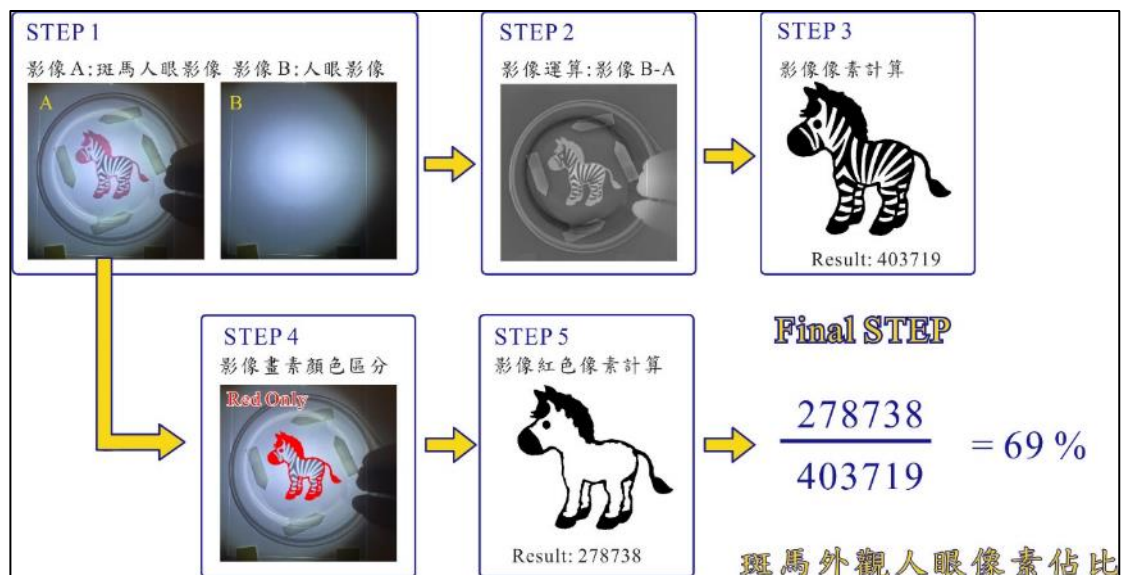 STEP 1
影像A:斑馬人眼影像 影像B:人眼影像
A
B
STEP 2
影像運算:影像 B-A
STEP 3
影像像素計算
Result: 403719
STEP 4
影像畫素顏色區分
Red Only
STEP 5
影像紅色像素計算
Result: 278738
Final STEP
278738
403719
= 69 %
斑馬外觀人眼像素佔比